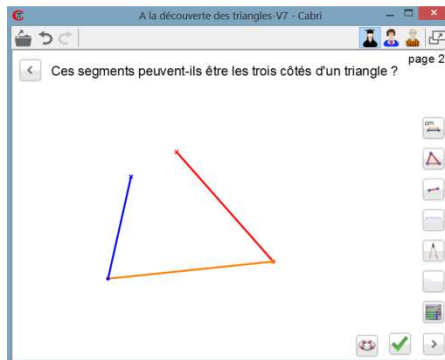 A la découverte des triangles-V7 - Cabri
page 2
Ces segments peuvent-ils être les trois côtés d'un triangle ?